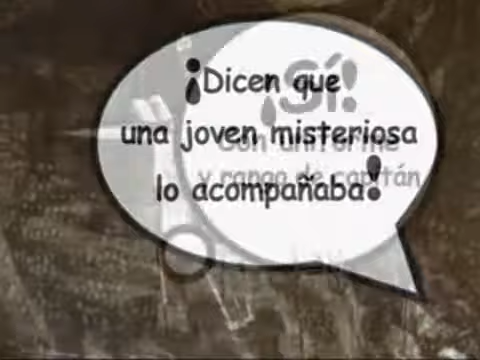 ¡Dicen que
una joven misteriosa
lo acompañaba!
¡Sí!
Con uniforme
y rango de capitán